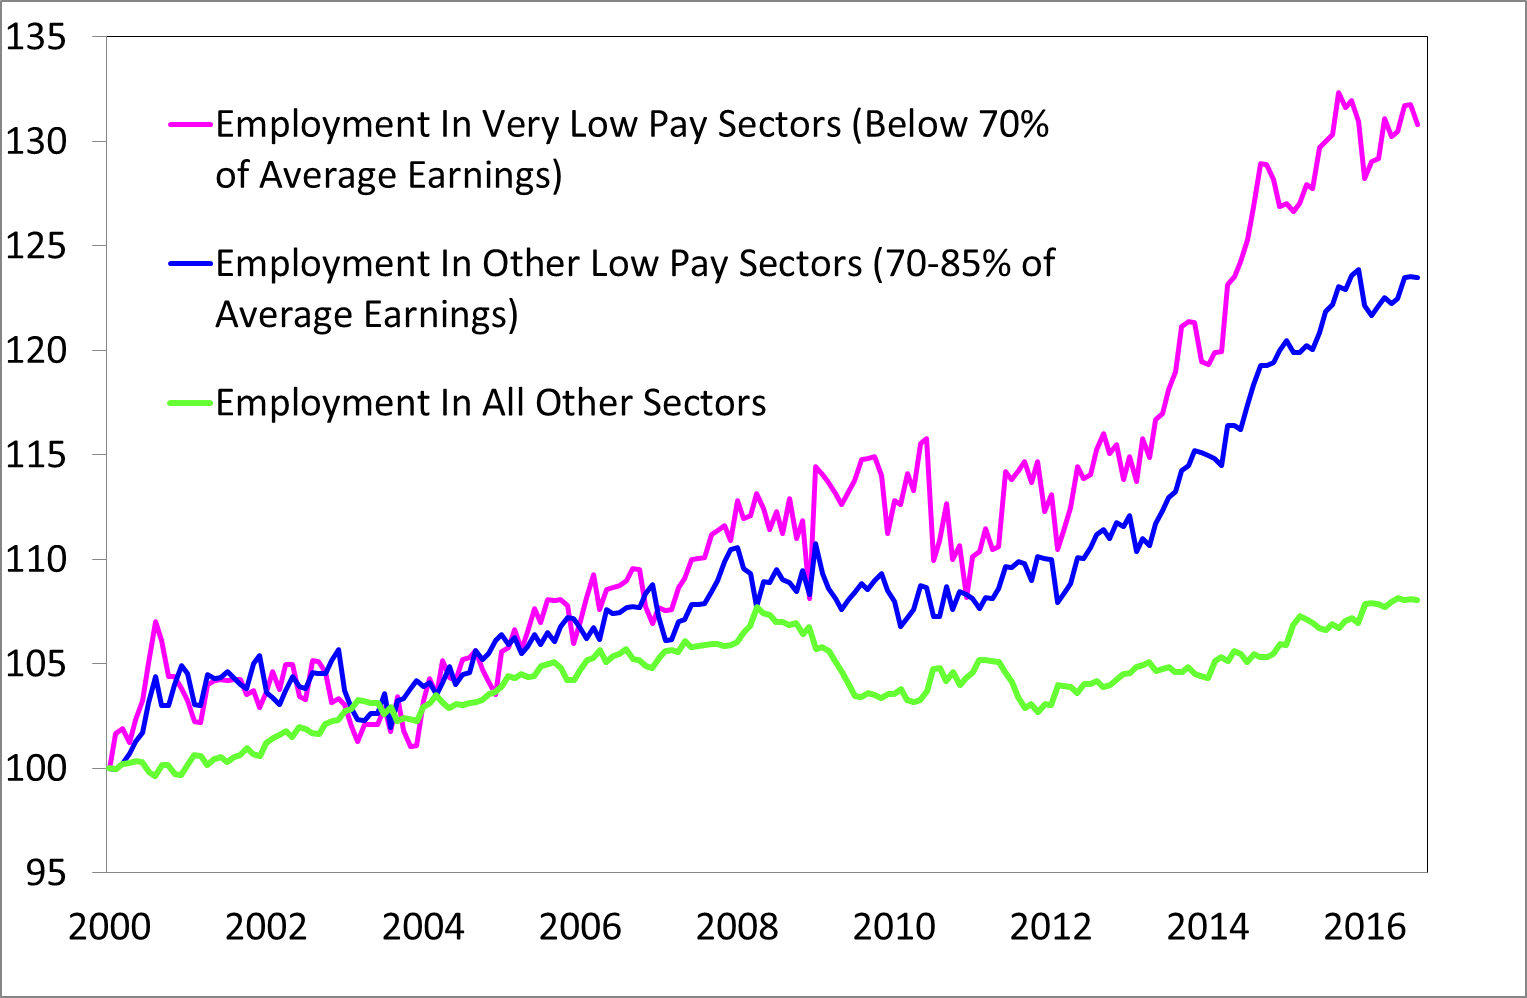 135
130
125
120
115
110
105
100
95
Employment In Very Low Pay Sectors (Below 70%
of Average Earnings)
Employment In Other Low Pay Sectors (70-85% of
Average Earnings)
Employment In All Other Sectors
2000 2002 2004 2006 2008 2010 2012 2014 2016